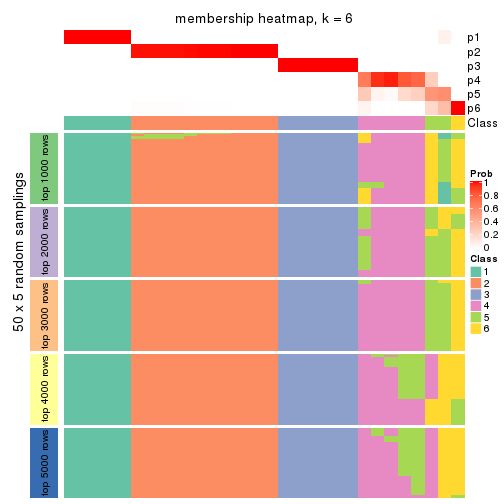 membership heatmap, k = 6
p1
p2
p3
p4
p5
p6
Class
50 x 5 random samplings
top 1000 rows
top 2000 rows
top 3000 rows
top 4000 rows
top 5000 rows
Prob
1
0.8
0.6
0.4
0.2
0
Class
1
2
3
4
5
6